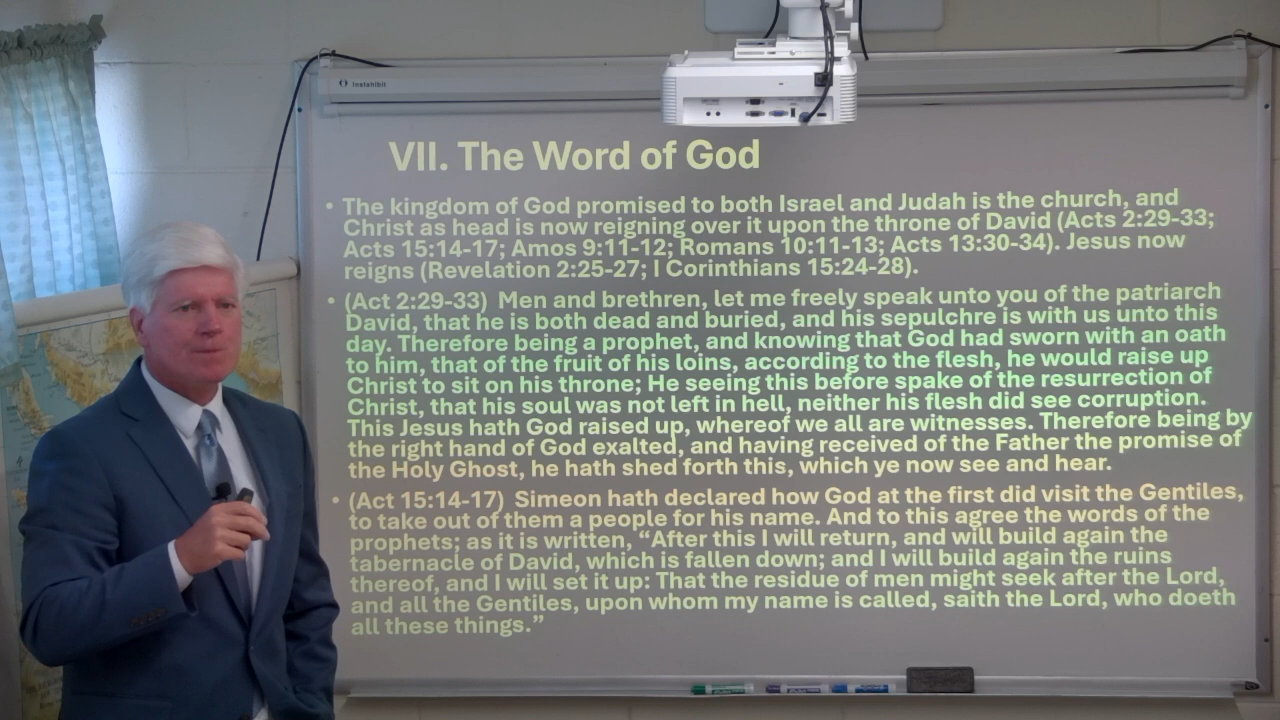 Instahibit
VII. The Word of God
• The kingdom of God promised to both Israel and Judah is the church, and
Christ as head is now reigning over it upon the throne of David (Acts 2:29-33;
Acts 15:14-17; Amos 9:11-12; Romans 10:11-13; Acts 13:30-34). Jesus now
reigns (Revelation 2:25-27; I Corinthians 15:24-28).
• (Act 2:29-33) Men and brethren, let me freely speak unto you of the patriarch
David, that he is both dead and buried, and his sepulchre is with us unto this
day. Therefore being a prophet, and knowing that God had sworn with an oath
to him, that of the fruit of his loins, according to the flesh, he would raise up
Christ to sit on his throne; He seeing this before spake of the resurrection of
Christ, that his soul was not left in hell, neither his flesh did see corruption.
This Jesus hath God raised up, whereof we all are witnesses. Therefore being by
the right hand of God exalted, and having received of the Father the promise of
the Holy Ghost, he hath shed forth this, which ye now see and hear.
• (Act 15:14-17) Simeon hath declared how God at the first did visit the Gentiles,
to take out of them a people for his name. And to this agree the words of the
prophets; as it is written, “After this I will return, and will build again the
tabernacle of David, which is fallen down; and I will build again the ruins
thereof, and I will set it up: That the residue of men might seek after the Lord,
and all the Gentiles, upon whom my name is called, saith the Lord, who doeth
all these things.”